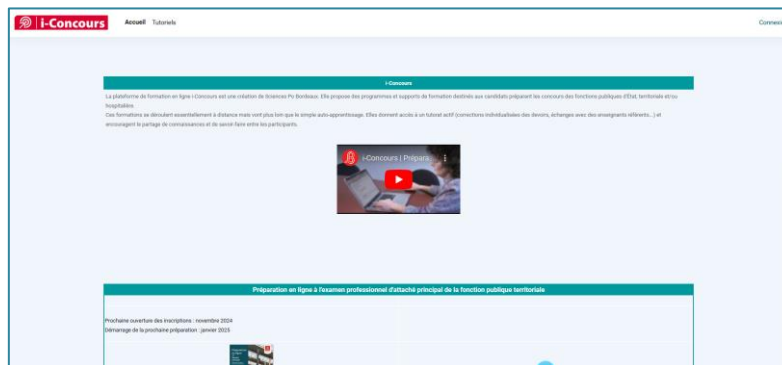 i-Concours
Accueil Tutoriels
Connexi
i-Concours
La plateforme de formation en ligne i-Concours est une création de Sciences Po Bordeaux. Elle propose des programmes et supports de formation destinés aux candidats préparant les concours des fonctions publiques d'État, territoriale et/ou
hospitalière.
Ces formations se déroulent essentiellement à distance mais vont plus loin que le simple auto-apprentissage. Elles donnent accès à un tutorat actif (corrections individualisées des devoirs, échanges avec des enseignants référents...) et
encouragent le partage de connaissances et de savoir-faire entre les participants.
i-Concours | Prépara
Préparation en ligne à l'examen professionnel d'attaché principal de la fonction publique territoriale
Prochaine ouverture des inscriptions : novembre 2024
Démarrage de la prochaine préparation : janvier 2025